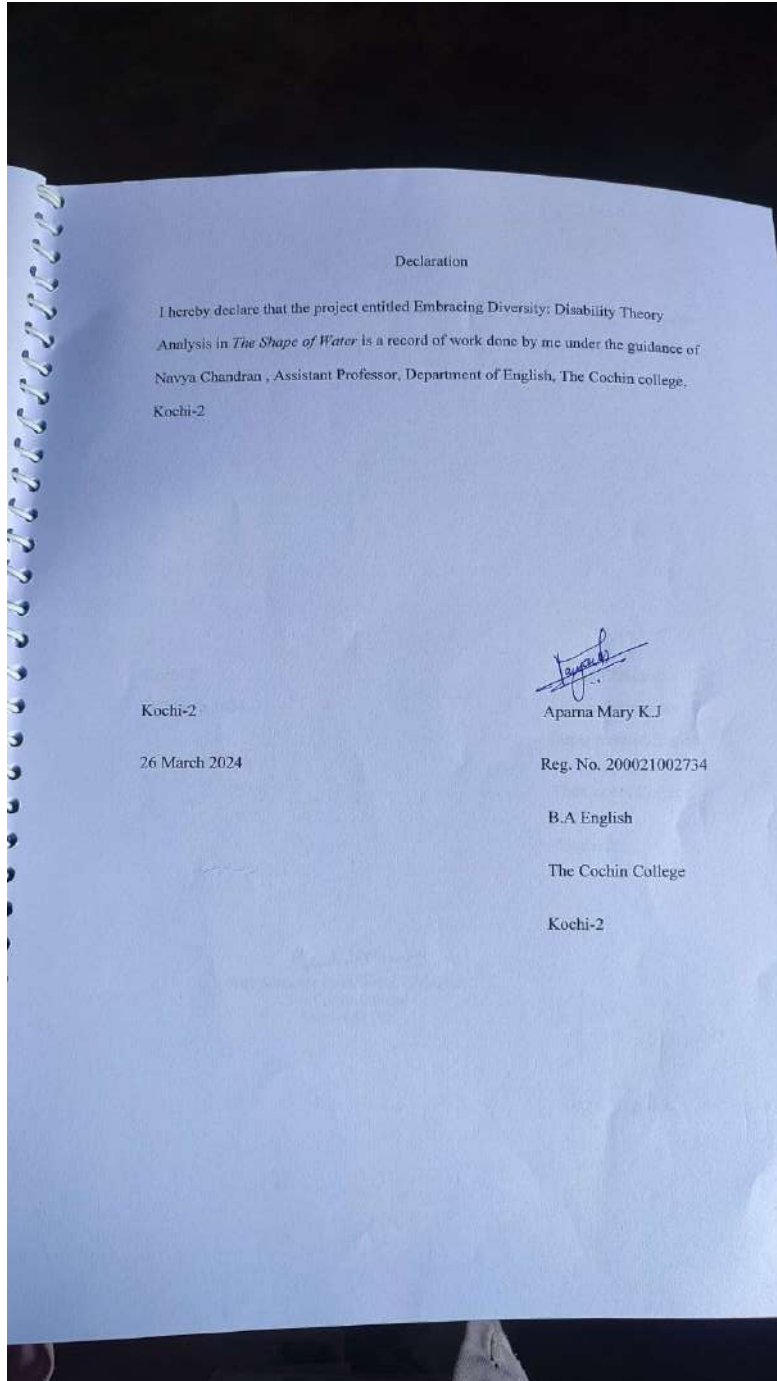 Declaration
I hereby declare that the project entitled Embracing Diversity: Disability Theory
Analysis in The Shape of Water is a record of work done by me under the guidance of
Navya Chandran , Assistant Professor, Department of English, The Cochin college,
Kochi-2
Kochi-2
Aparna Mary K.J
26 March 2024
Reg. No. 200021002734
B.A English
The Cochin College
Kochi-2